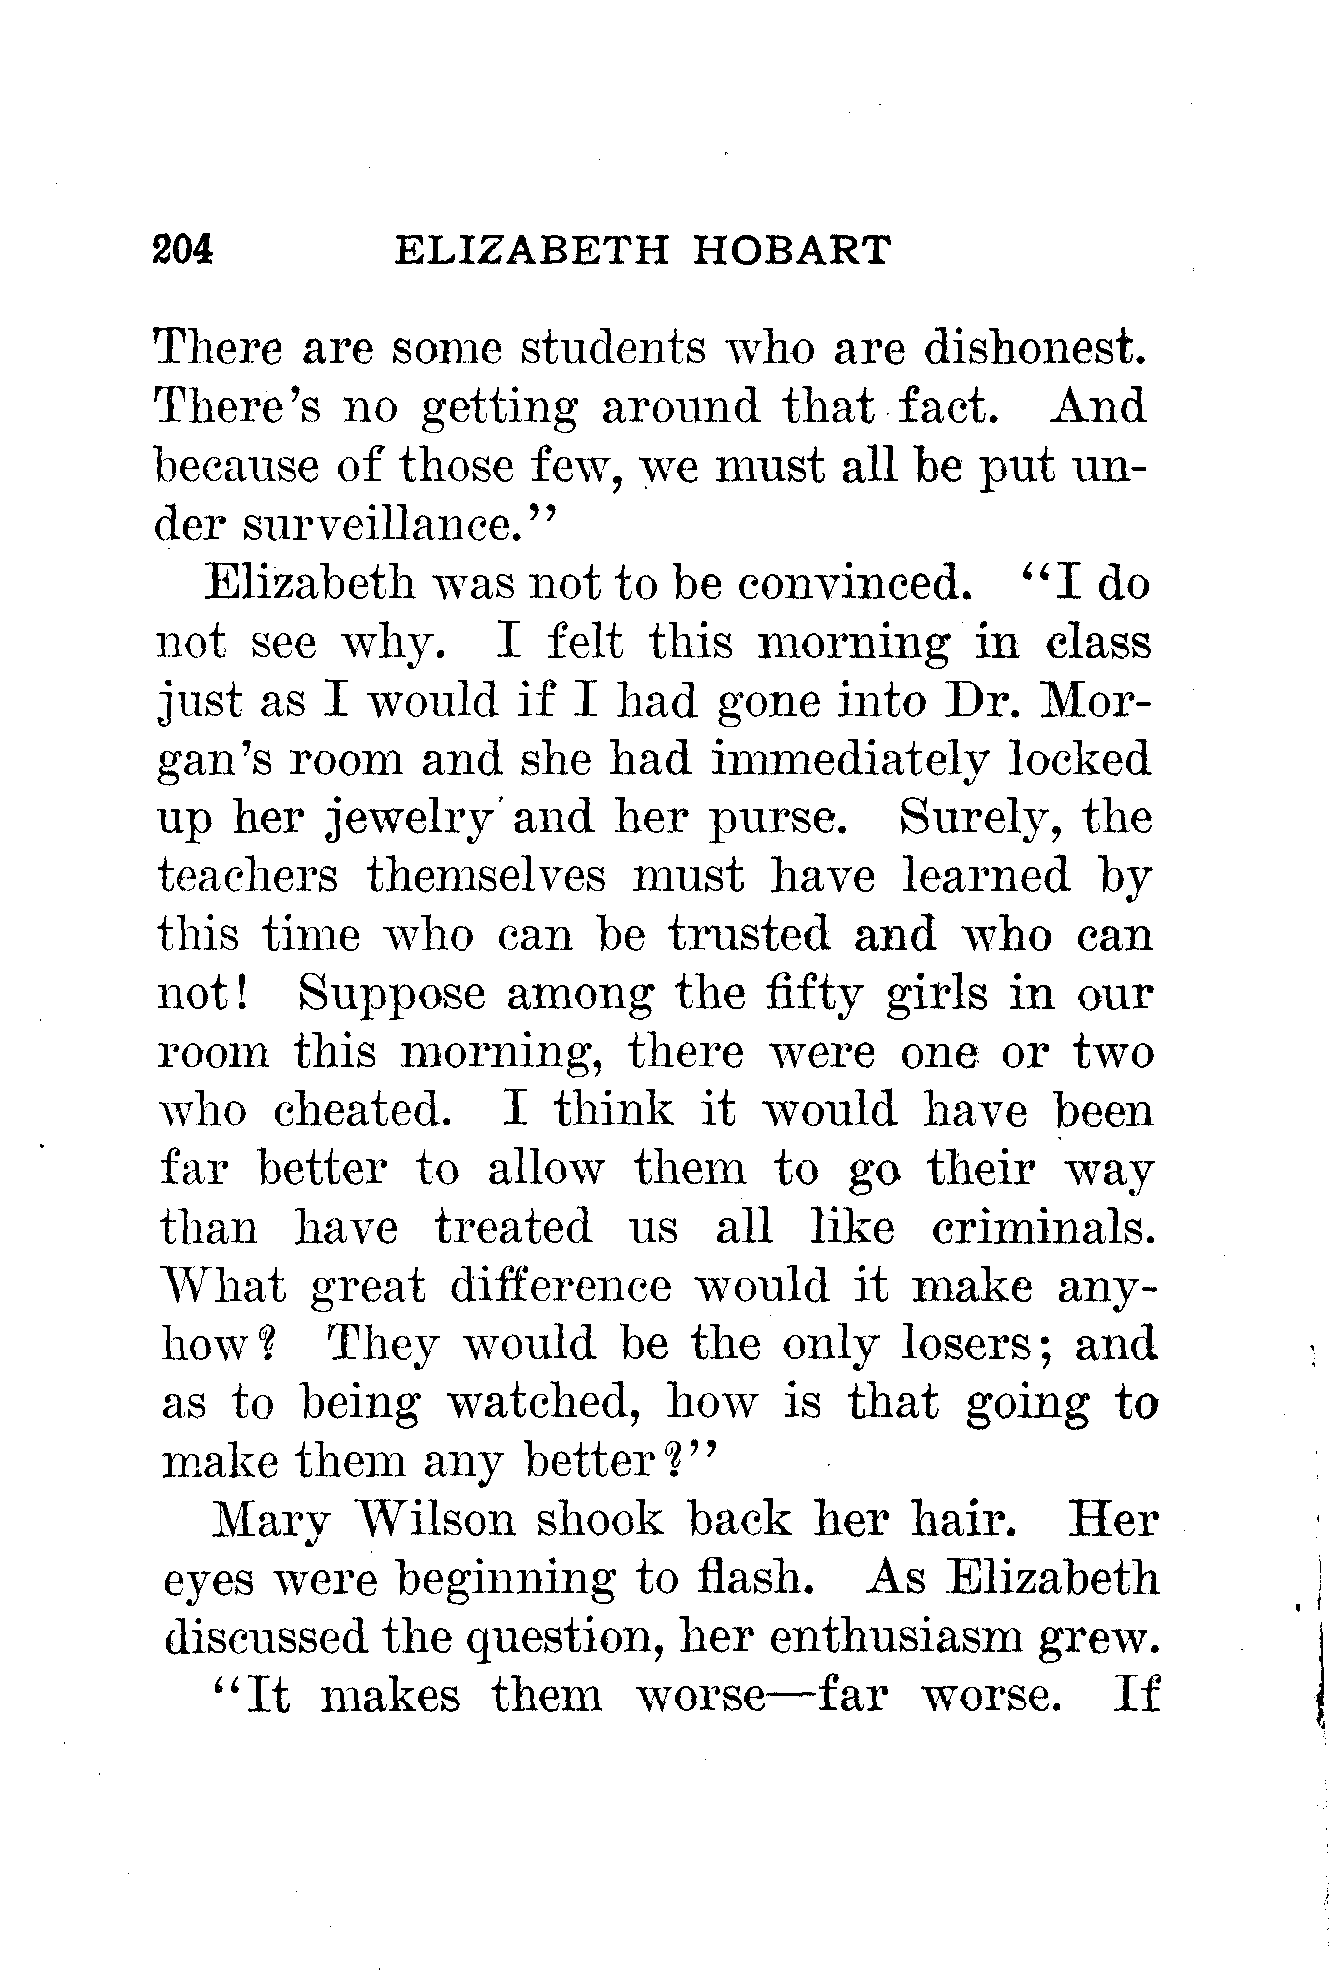 204 ELIZABETH HOBART
There are some students who are dishonest.
There's no getting around that fact. And
because of those few, we must all be put un-
der surveillance."
Elizabeth was not to be convinced. "I do
not see why. I felt this morning in class
just as I would if I had gone into Dr. Mor-
gan's room and she had immediately locked
up her jewelry and her purse. Surely, the
teachers themselves must have learned by
this time who can be trusted and who can
not! Suppose among the fifty girls in our
room this morning, there were one or two
who cheated. I think it would have been
far better to allow them to go their way
than have treated us all like criminals.
What great difference would it make any-
how? They would be the only losers; and
as to being watched, how is that going to
make them any better?"
Mary Wilson shook back her hair. Her
eyes were beginning to flash. As Elizabeth
discussed the question, her enthusiasm grew.
"It makes them worse—far worse. If